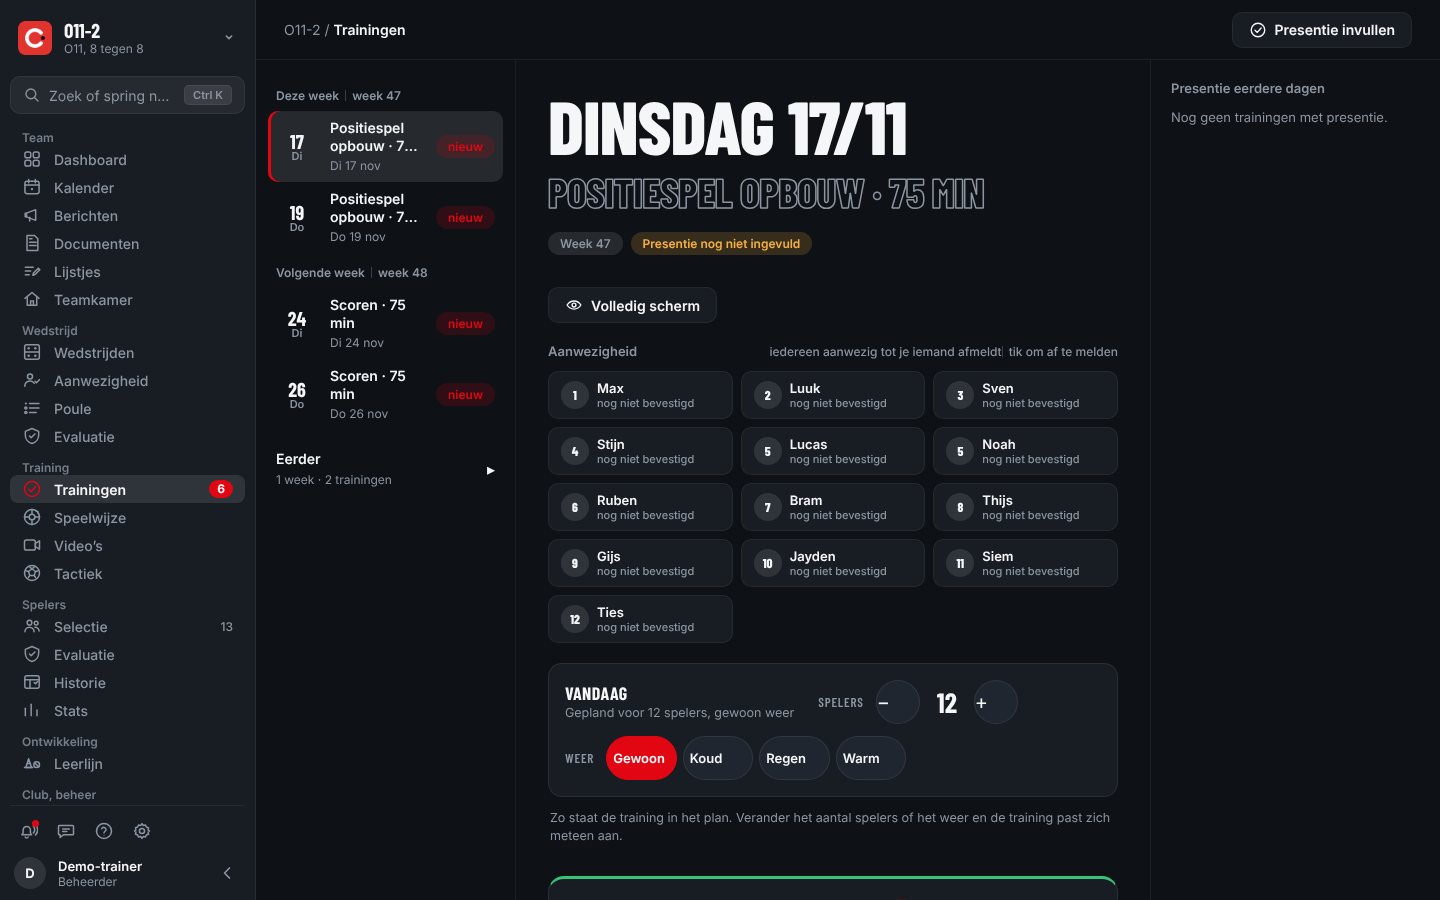 O11-2
O11, 8 tegen 8
Zoek of spring n...
Ctrl K
Team
Dashboard
Kalender
Berichten
Documenten
Lijstjes
Teamkamer
Wedstrijd
Wedstrijden
Aanwezigheid
Poule
Evaluatie
Training
Trainingen
6
Speelwijze
Video's
Tactiek
Spelers
Selectie
13
Evaluatie
Historie
Stats
Ontwikkeling
Leerlijn
Club, beheer
D
Demo-trainer
Beheerder
O11-2 / Trainingen
Presentie invullen
Deze week | week 47
17
Di
Positiespel
opbouw · 7...
Di 17 nov
nieuw
19
Do
Positiespel
opbouw · 7...
Do 19 nov
nieuw
Volgende week | week 48
24
Di
Scoren · 75
min
Di 24 nov
nieuw
26
Do
Scoren · 75
min
Do 26 nov
nieuw
Eerder
1 week · 2 trainingen
DINSDAG 17/11
POSITIESPEL OPBOUW · 75 MIN
Week 47
Presentie nog niet ingevuld
Volledig scherm
Aanwezigheid
iedereen aanwezig tot je iemand afmeldt | tik om af te melden
1
Max
nog niet bevestigd
2
Luuk
nog niet bevestigd
3
Sven
nog niet bevestigd
4
Stijn
nog niet bevestigd
5
Lucas
nog niet bevestigd
5
Noah
nog niet bevestigd
6
Ruben
nog niet bevestigd
7
Bram
nog niet bevestigd
8
Thijs
nog niet bevestigd
9
Gijs
nog niet bevestigd
10
Jayden
nog niet bevestigd
11
Siem
nog niet bevestigd
12
Ties
nog niet bevestigd
VANDAAG
Gepland voor 12 spelers, gewoon weer
SPELERS
−
12
+
WEER
Gewoon
Koud
Regen
Warm
Zo staat de training in het plan. Verander het aantal spelers of het weer en de training past zich
meteen aan.
Presentie eerdere dagen
Nog geen trainingen met presentie.